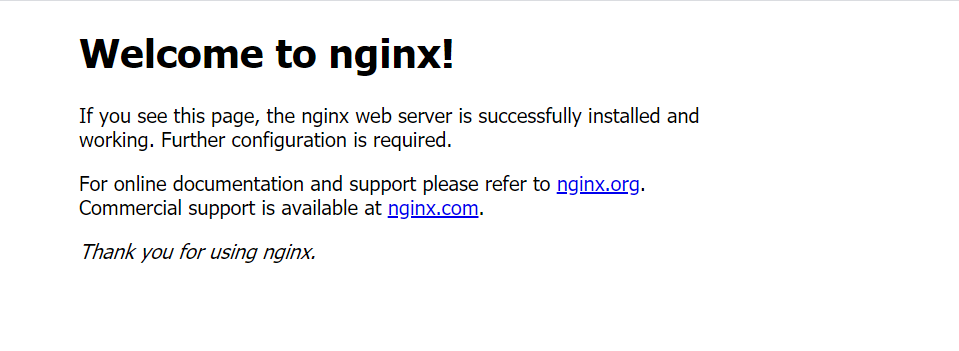 Welcome to nginx!
If you see this page, the nginx web server is successfully installed and
working. Further configuration is required.
For online documentation and support please refer to nginx.org.
Commercial support is available at nginx.com.
Thank you for using nginx.